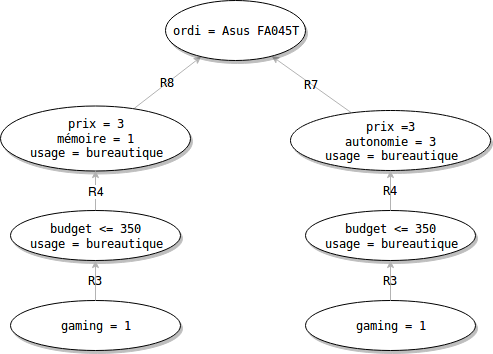 ordi = Asus FA045T
R8
R7
prix = 3
mémoire = 1
usage = bureautique
prix =3
autonomie = 3
usage = bureautique
R4
R4
budget <= 350
usage = bureautique
budget <= 350
usage = bureautique
R3
R3
gaming = 1
gaming = 1